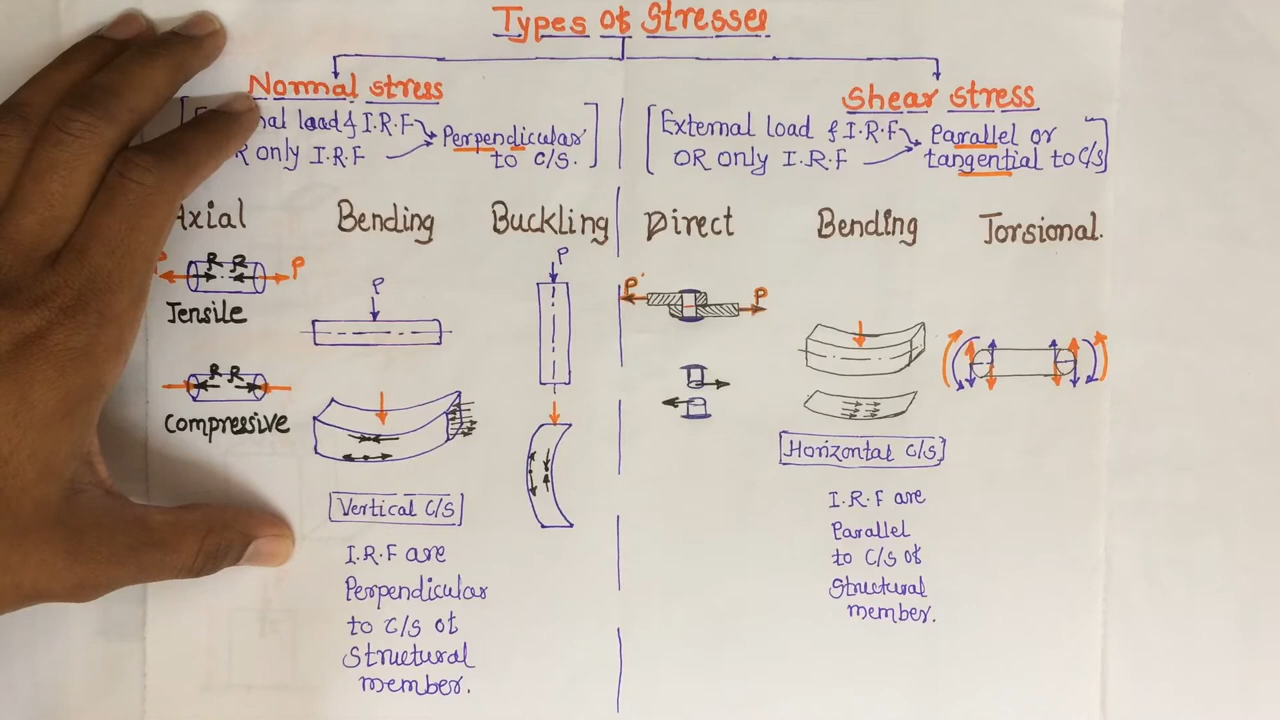 Types of Stresses
Normal stress
nal load & I.R.F
only I.R.F
Perpendicular
to C/S.
Shear stress
External load & I.R.F
OR only I.R.F
Parallel or
tangential to C/S
Axial
Bending
Buckling
Direct
Bending
Torsional.
R R
P
Tensile
R R
Compressive
P
P
P
P
Vertical C/S
I.R.F are
Perpendicular
to C/S of
Structural
member.
Horizontal C/S
I.R.F are
Parallel
to C/S of
Structural
member.